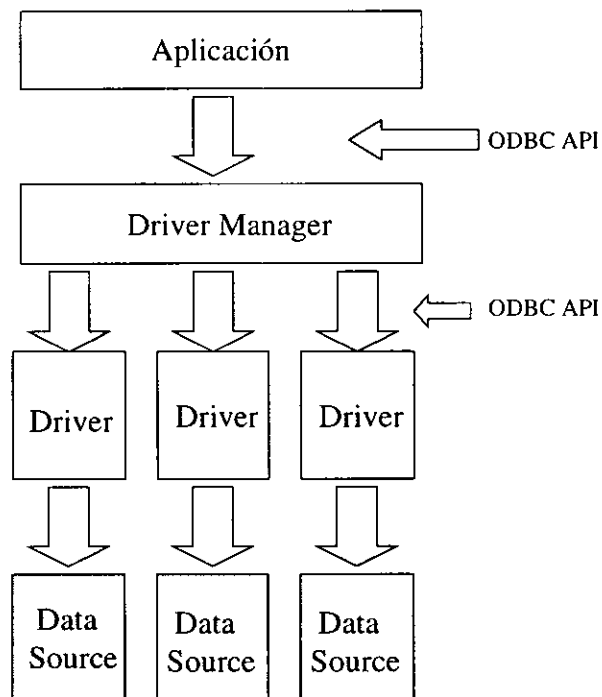 Aplicación
ODBC API
Driver Manager
ODBC API
Driver
Driver
Driver
Data
Source
Data
Source
Data
Source